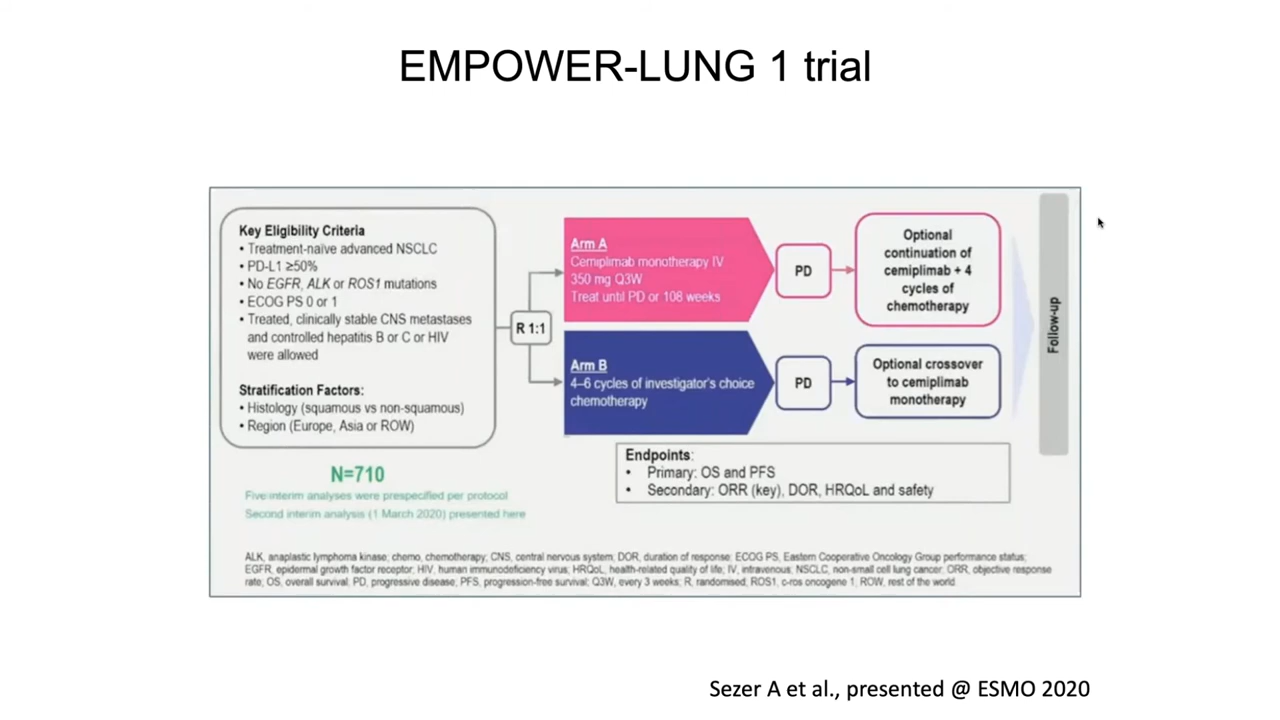 EMPOWER-LUNG 1 trial
Key Eligibility Criteria
• Treatment-naïve advanced NSCLC
• PD-L1 ≥50%
• No EGFR, ALK or ROS1 mutations
• ECOG PS 0 or 1
• Treated, clinically stable CNS metastases
and controlled hepatitis B or C or HIV
were allowed
Stratification Factors:
• Histology (squamous vs non-squamous)
• Region (Europe, Asia or ROW)
N=710
Five interim analyses were prespecified per protocol
Second interim analysis (1 March 2020) presented here
R 1:1
Arm A
Cemiplimab monotherapy IV
350 mg Q3W
Treat until PD or 108 weeks
PD
Optional
continuation of
cemiplimab + 4
cycles of
chemotherapy
Arm B
4–6 cycles of investigator's choice
chemotherapy
PD
Optional crossover
to cemiplimab
monotherapy
Follow-up
Endpoints:
• Primary: OS and PFS
• Secondary: ORR (key), DOR, HRQoL and safety
ALK, anaplastic lymphoma kinase; chemo, chemotherapy; CNS, central nervous system; DOR, duration of response; ECOG PS, Eastern Cooperative Oncology Group performance status;
EGFR, epidermal growth factor receptor; HIV, human immunodeficiency virus; HRQoL, health-related quality of life; IV, intravenous; NSCLC, non-small cell lung cancer; ORR, objective response
rate; OS, overall survival; PD, progressive disease; PFS, progression-free survival; Q3W, every 3 weeks; R, randomised; ROS1, c-ros oncogene 1; ROW, rest of the world.
Sezer A et al., presented @ ESMO 2020